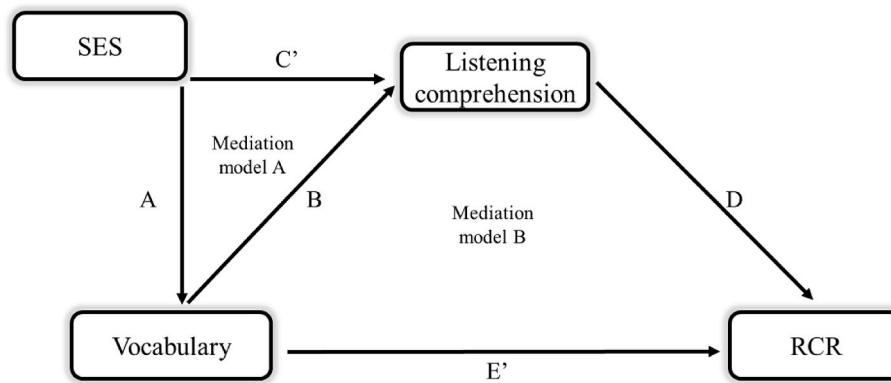 SES
C’
Listening
comprehension
Mediation
model A
A
B
Mediation
model B
D
Vocabulary
E’
RCR